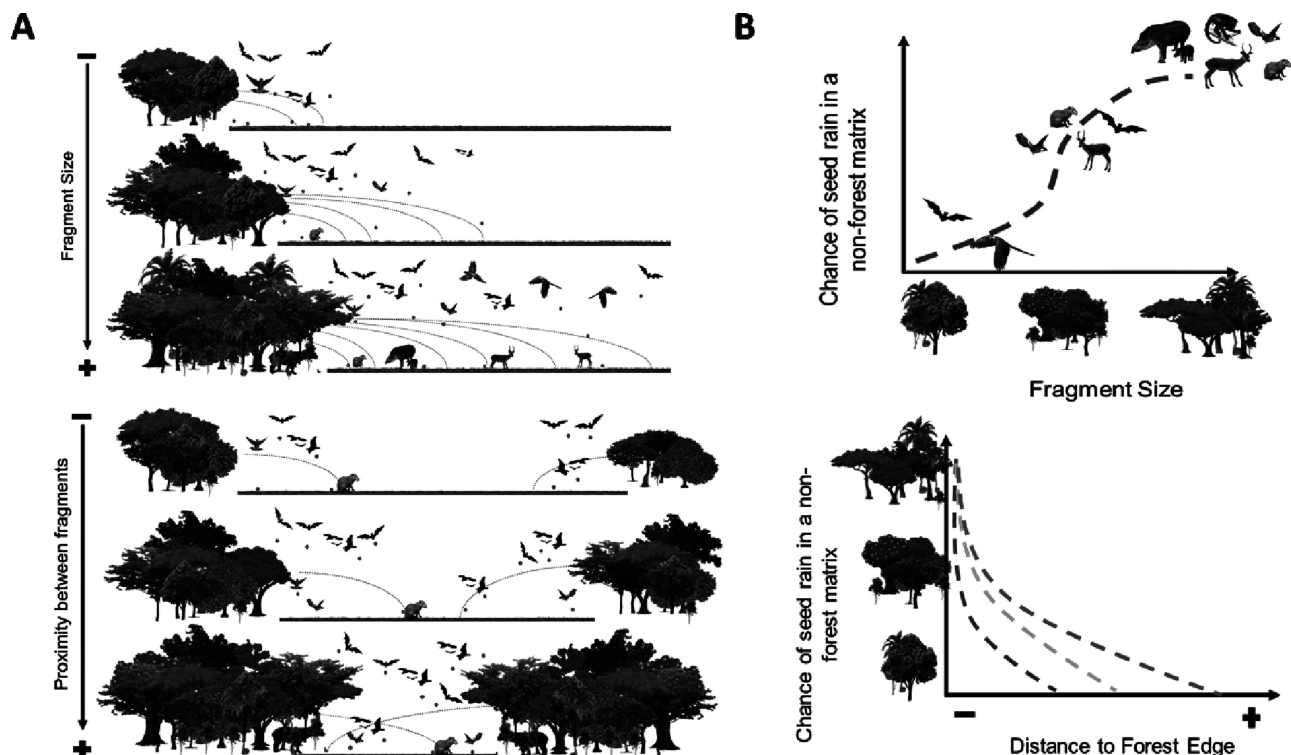 A
−
Fragment Size
+
−
Proximity between fragments
+
B
Chance of seed rain in a
non-forest matrix
Fragment Size
Chance of seed rain in a non-
forest matrix
−
+
Distance to Forest Edge